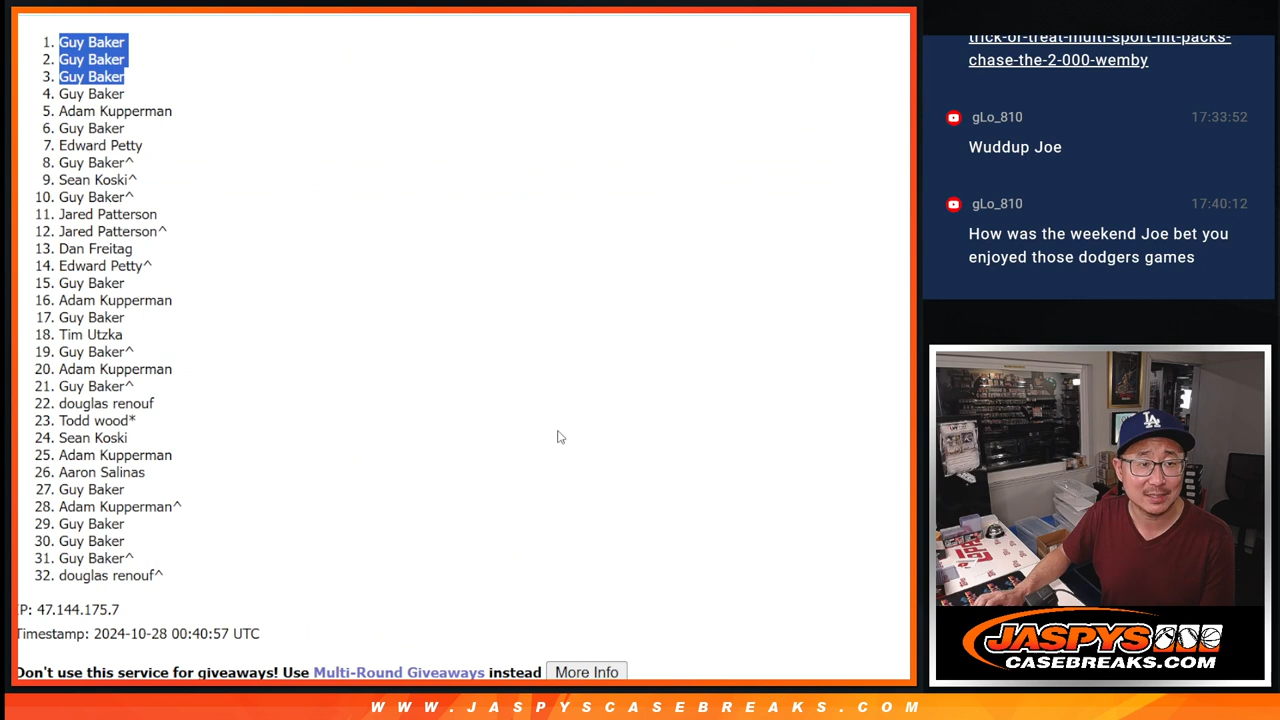 1. Guy Baker
2. Guy Baker
3. Guy Baker
4. Guy Baker
5. Adam Kupperman
6. Guy Baker
7. Edward Petty
8. Guy Baker^
9. Sean Koski^
10. Guy Baker^
11. Jared Patterson
12. Jared Patterson^
13. Dan Freitag
14. Edward Petty^
15. Guy Baker
16. Adam Kupperman
17. Guy Baker
18. Tim Utzka
19. Guy Baker^
20. Adam Kupperman
21. Guy Baker^
22. douglas renouf
23. Todd wood*
24. Sean Koski
25. Adam Kupperman
26. Aaron Salinas
27. Guy Baker
28. Adam Kupperman^
29. Guy Baker
30. Guy Baker
31. Guy Baker^
32. douglas renouf^
IP: 47.144.175.7
Timestamp: 2024-10-28 00:40:57 UTC
Don't use this service for giveaways! Use Multi-Round Giveaways instead More Info
trick-or-treat-multi-sport-hit-packs-
chase-the-2-000-wemby
gLo_810 17:33:52
Wuddup Joe
gLo_810 17:40:12
How was the weekend Joe bet you
enjoyed those dodgers games
LA
JASPYS
CASEBREAKS.COM
WWW.JASPYSCASEBREAKS.COM